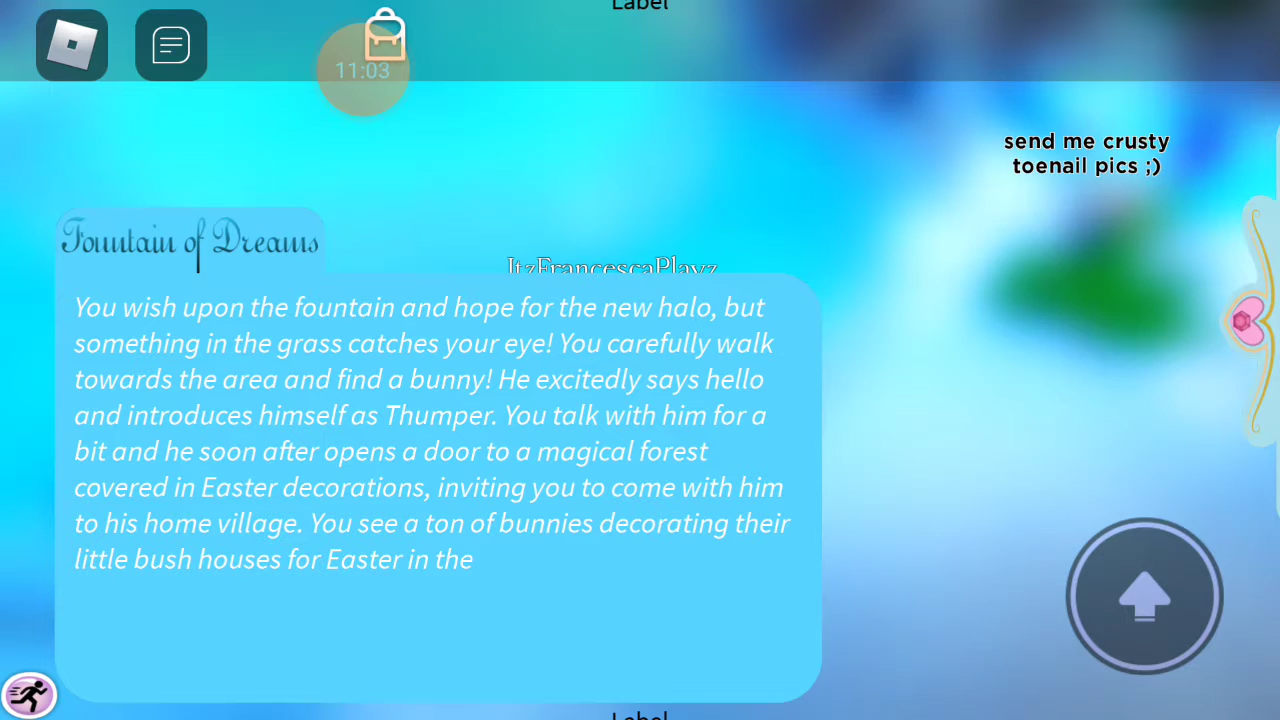 Label
11:03
send me crusty
toenail pics ;)
Fountain of Dreams
ItzFrancescaPlayz
You wish upon the fountain and hope for the new halo, but
something in the grass catches your eye! You carefully walk
towards the area and find a bunny! He excitedly says hello
and introduces himself as Thumper. You talk with him for a
bit and he soon after opens a door to a magical forest
covered in Easter decorations, inviting you to come with him
to his home village. You see a ton of bunnies decorating their
little bush houses for Easter in the
Label